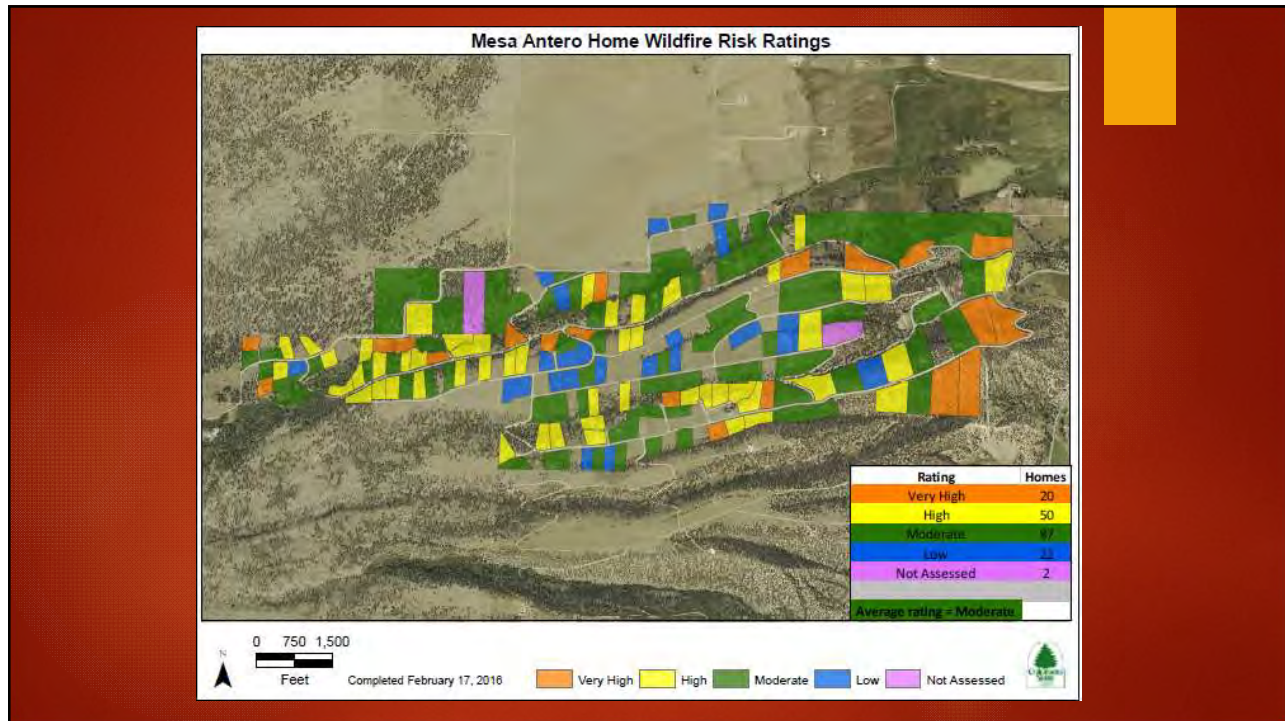 Mesa Antero Home Wildfire Risk Ratings
Rating Homes
Very High 20
High 50
Moderate 87
Low 22
Not Assessed 2
Average rating = Moderate
N
0 750 1,500
Feet
Completed February 17, 2016
Very High High Moderate Low Not Assessed